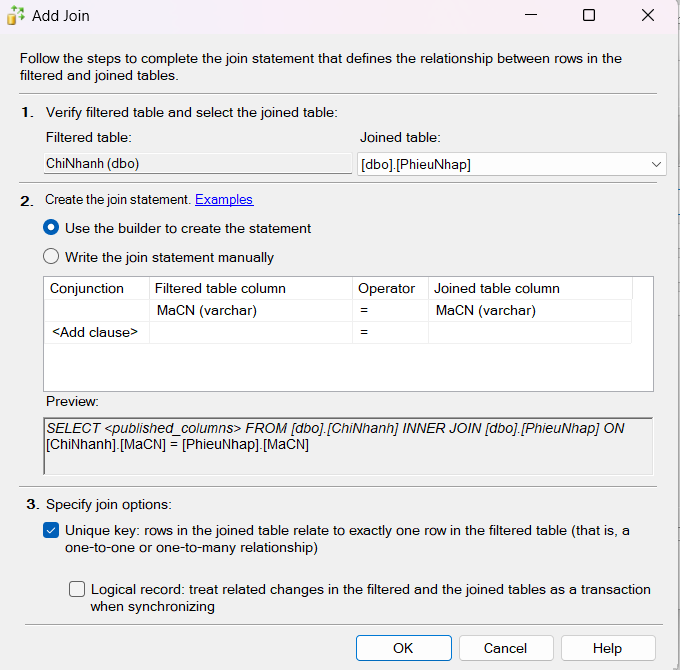 Add Join
Follow the steps to complete the join statement that defines the relationship between rows in the
filtered and joined tables.
1. Verify filtered table and select the joined table:
Filtered table:
Joined table:
ChiNhanh (dbo)
[dbo].[PhieuNhap]
2. Create the join statement. Examples
Use the builder to create the statement
Write the join statement manually
Conjunction Filtered table column Operator Joined table column
MaCN (varchar) = MaCN (varchar)
<Add clause> =
Preview:
SELECT <published_columns> FROM [dbo].[ChiNhanh] INNER JOIN [dbo].[PhieuNhap] ON
[ChiNhanh].[MaCN] = [PhieuNhap].[MaCN]
3. Specify join options:
Unique key: rows in the joined table relate to exactly one row in the filtered table (that is, a
one-to-one or one-to-many relationship)
Logical record: treat related changes in the filtered and the joined tables as a transaction
when synchronizing
OK Cancel Help